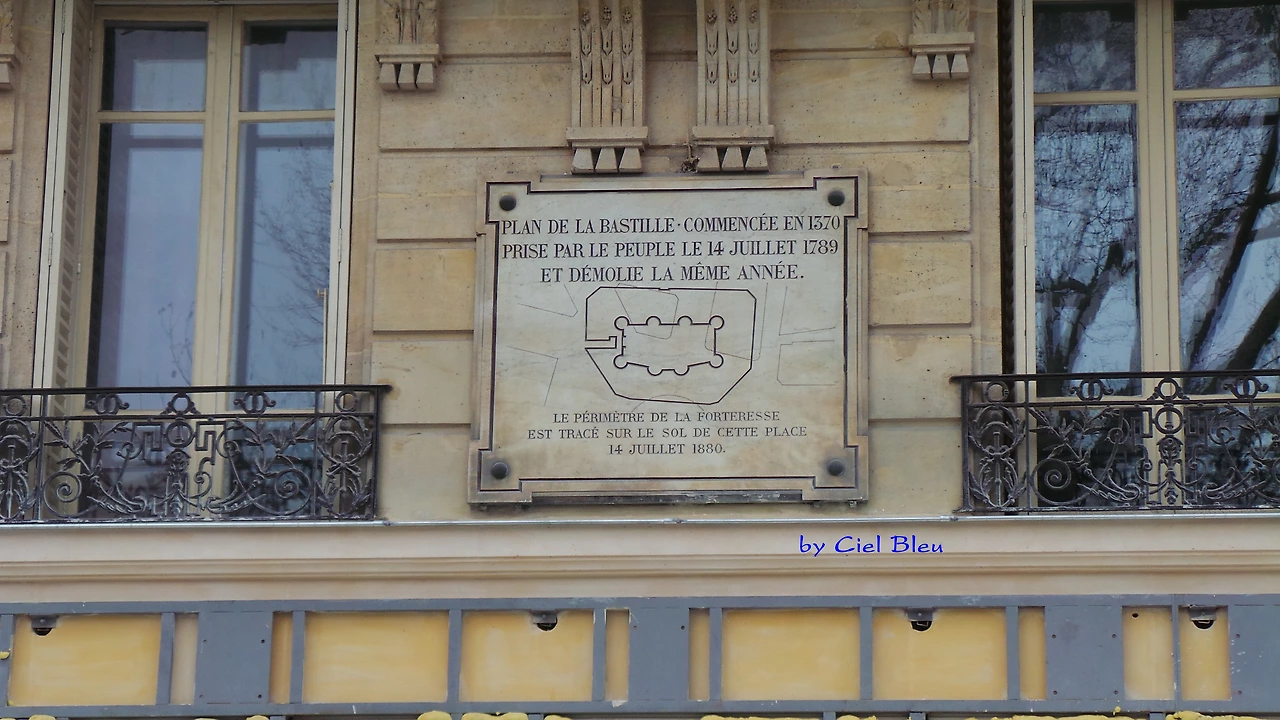 PLAN DE LA BASTILLE · COMMENCÉE EN 1370
PRISE PAR LE PEUPLE LE 14 JUILLET 1789
ET DÉMOLIE LA MÊME ANNÉE.
LE PÉRIMÈTRE DE LA FORTERESSE
EST TRACÉ SUR LE SOL DE CETTE PLACE
14 JUILLET 1880.
by Ciel Bleu